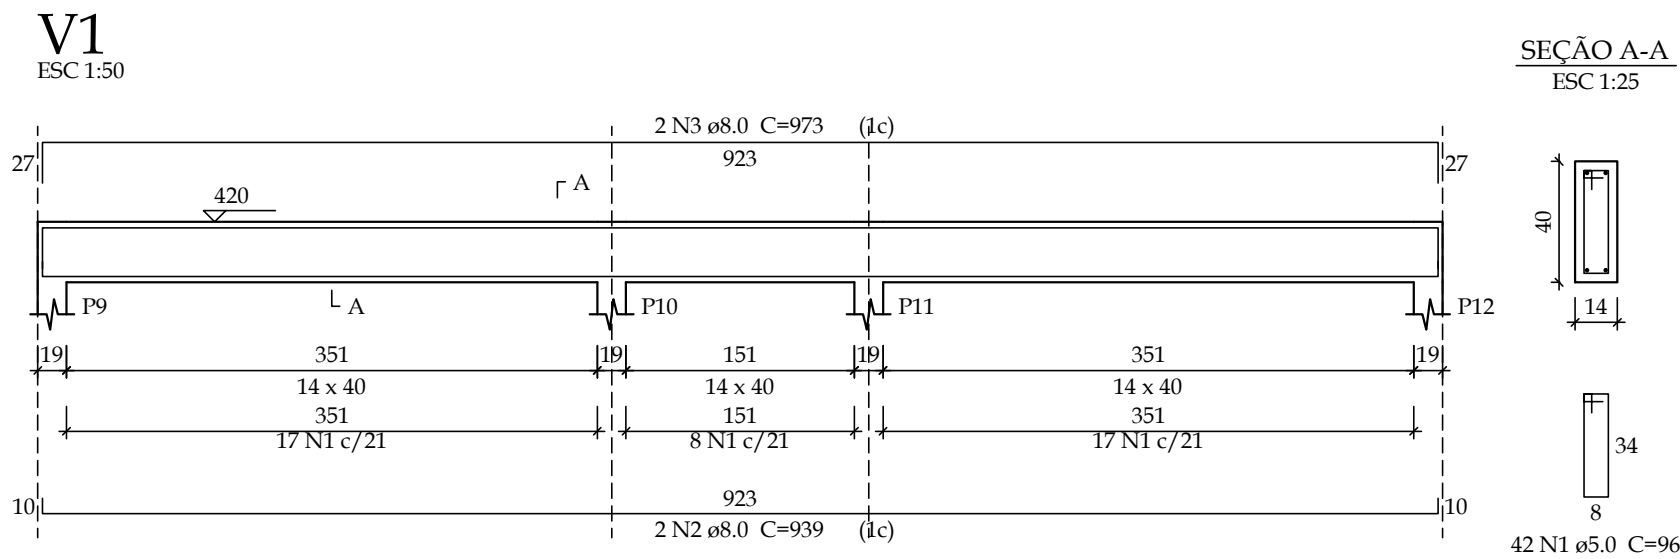 V1
ESC 1:50
SEÇÃO A-A
ESC 1:25
2 N3 ø8.0 C=973 (1c)
27 923 27
A
420
40
P9 A P10 P11 P12
14
19 351 19 151 19 351 19
14 x 40 14 x 40 14 x 40
351 151 351
17 N1 c/21 8 N1 c/21 17 N1 c/21
34
10 923 10
8
2 N2 ø8.0 C=939 (1c)
42 N1 ø5.0 C=96